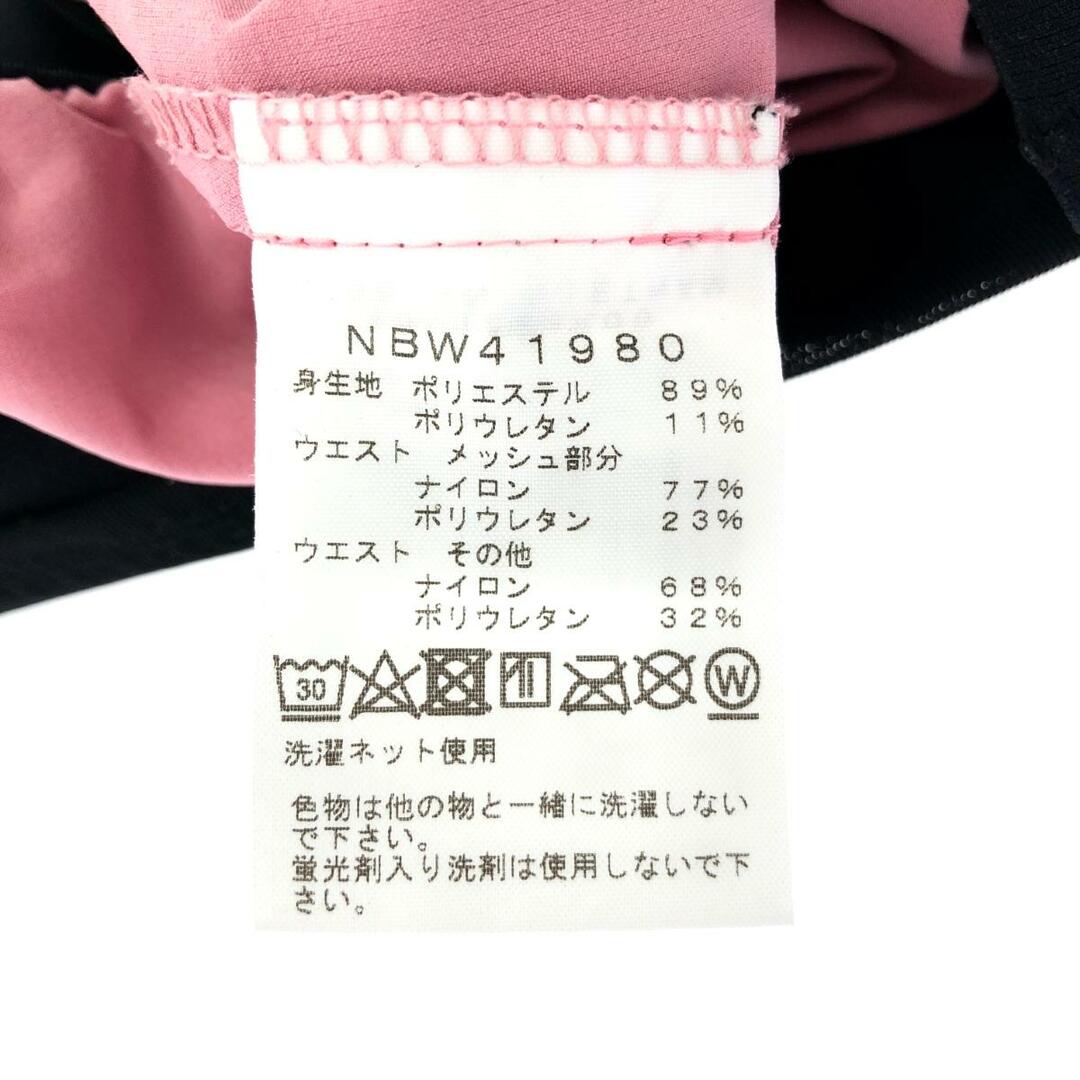 NBW41980
身生地 ポリエステル 89%
ポリウレタン 11%
ウエスト メッシュ部分
ナイロン 77%
ポリウレタン 23%
ウエスト その他
ナイロン 68%
ポリウレタン 32%
30 W
洗濯ネット使用
色物は他の物と一緒に洗濯しない
で下さい。
蛍光剤入り洗剤は使用しないで下
さい。